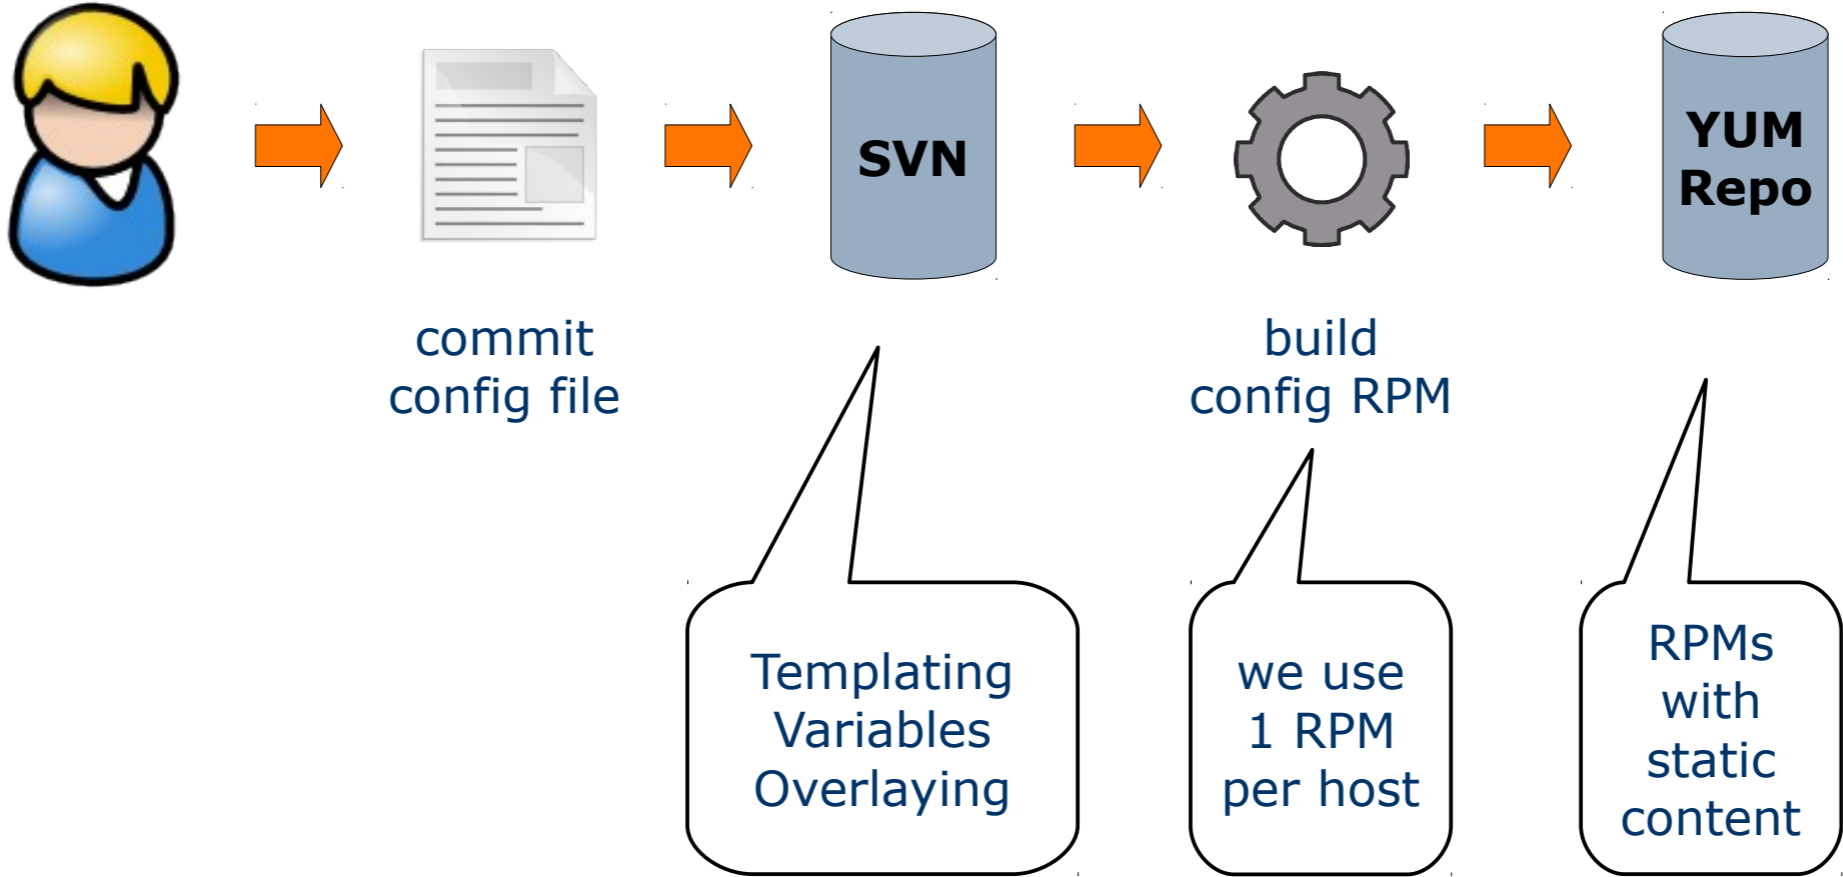 SVN
YUM
Repo
commit
config file
build
config RPM
Templating
Variables
Overlaying
we use
1 RPM
per host
RPMs
with
static
content